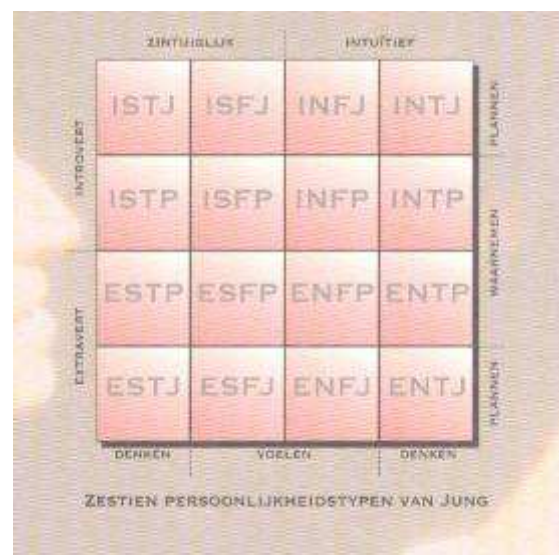 ZINTUIGLIJK INTUÏTIEF
ISTJ ISFJ INFJ INTJ
ISTP ISFP INFP INTP
ESTP ESFP ENFP ENTP
ESTJ ESFJ ENFJ ENTJ
INTROVERT
EXTRAVERT
PLANNEN
WAARNEMEN
PLANNEN
DENKEN VOELEN DENKEN
ZESTIEN PERSOONLIJKHEIDSTYPEN VAN JUNG